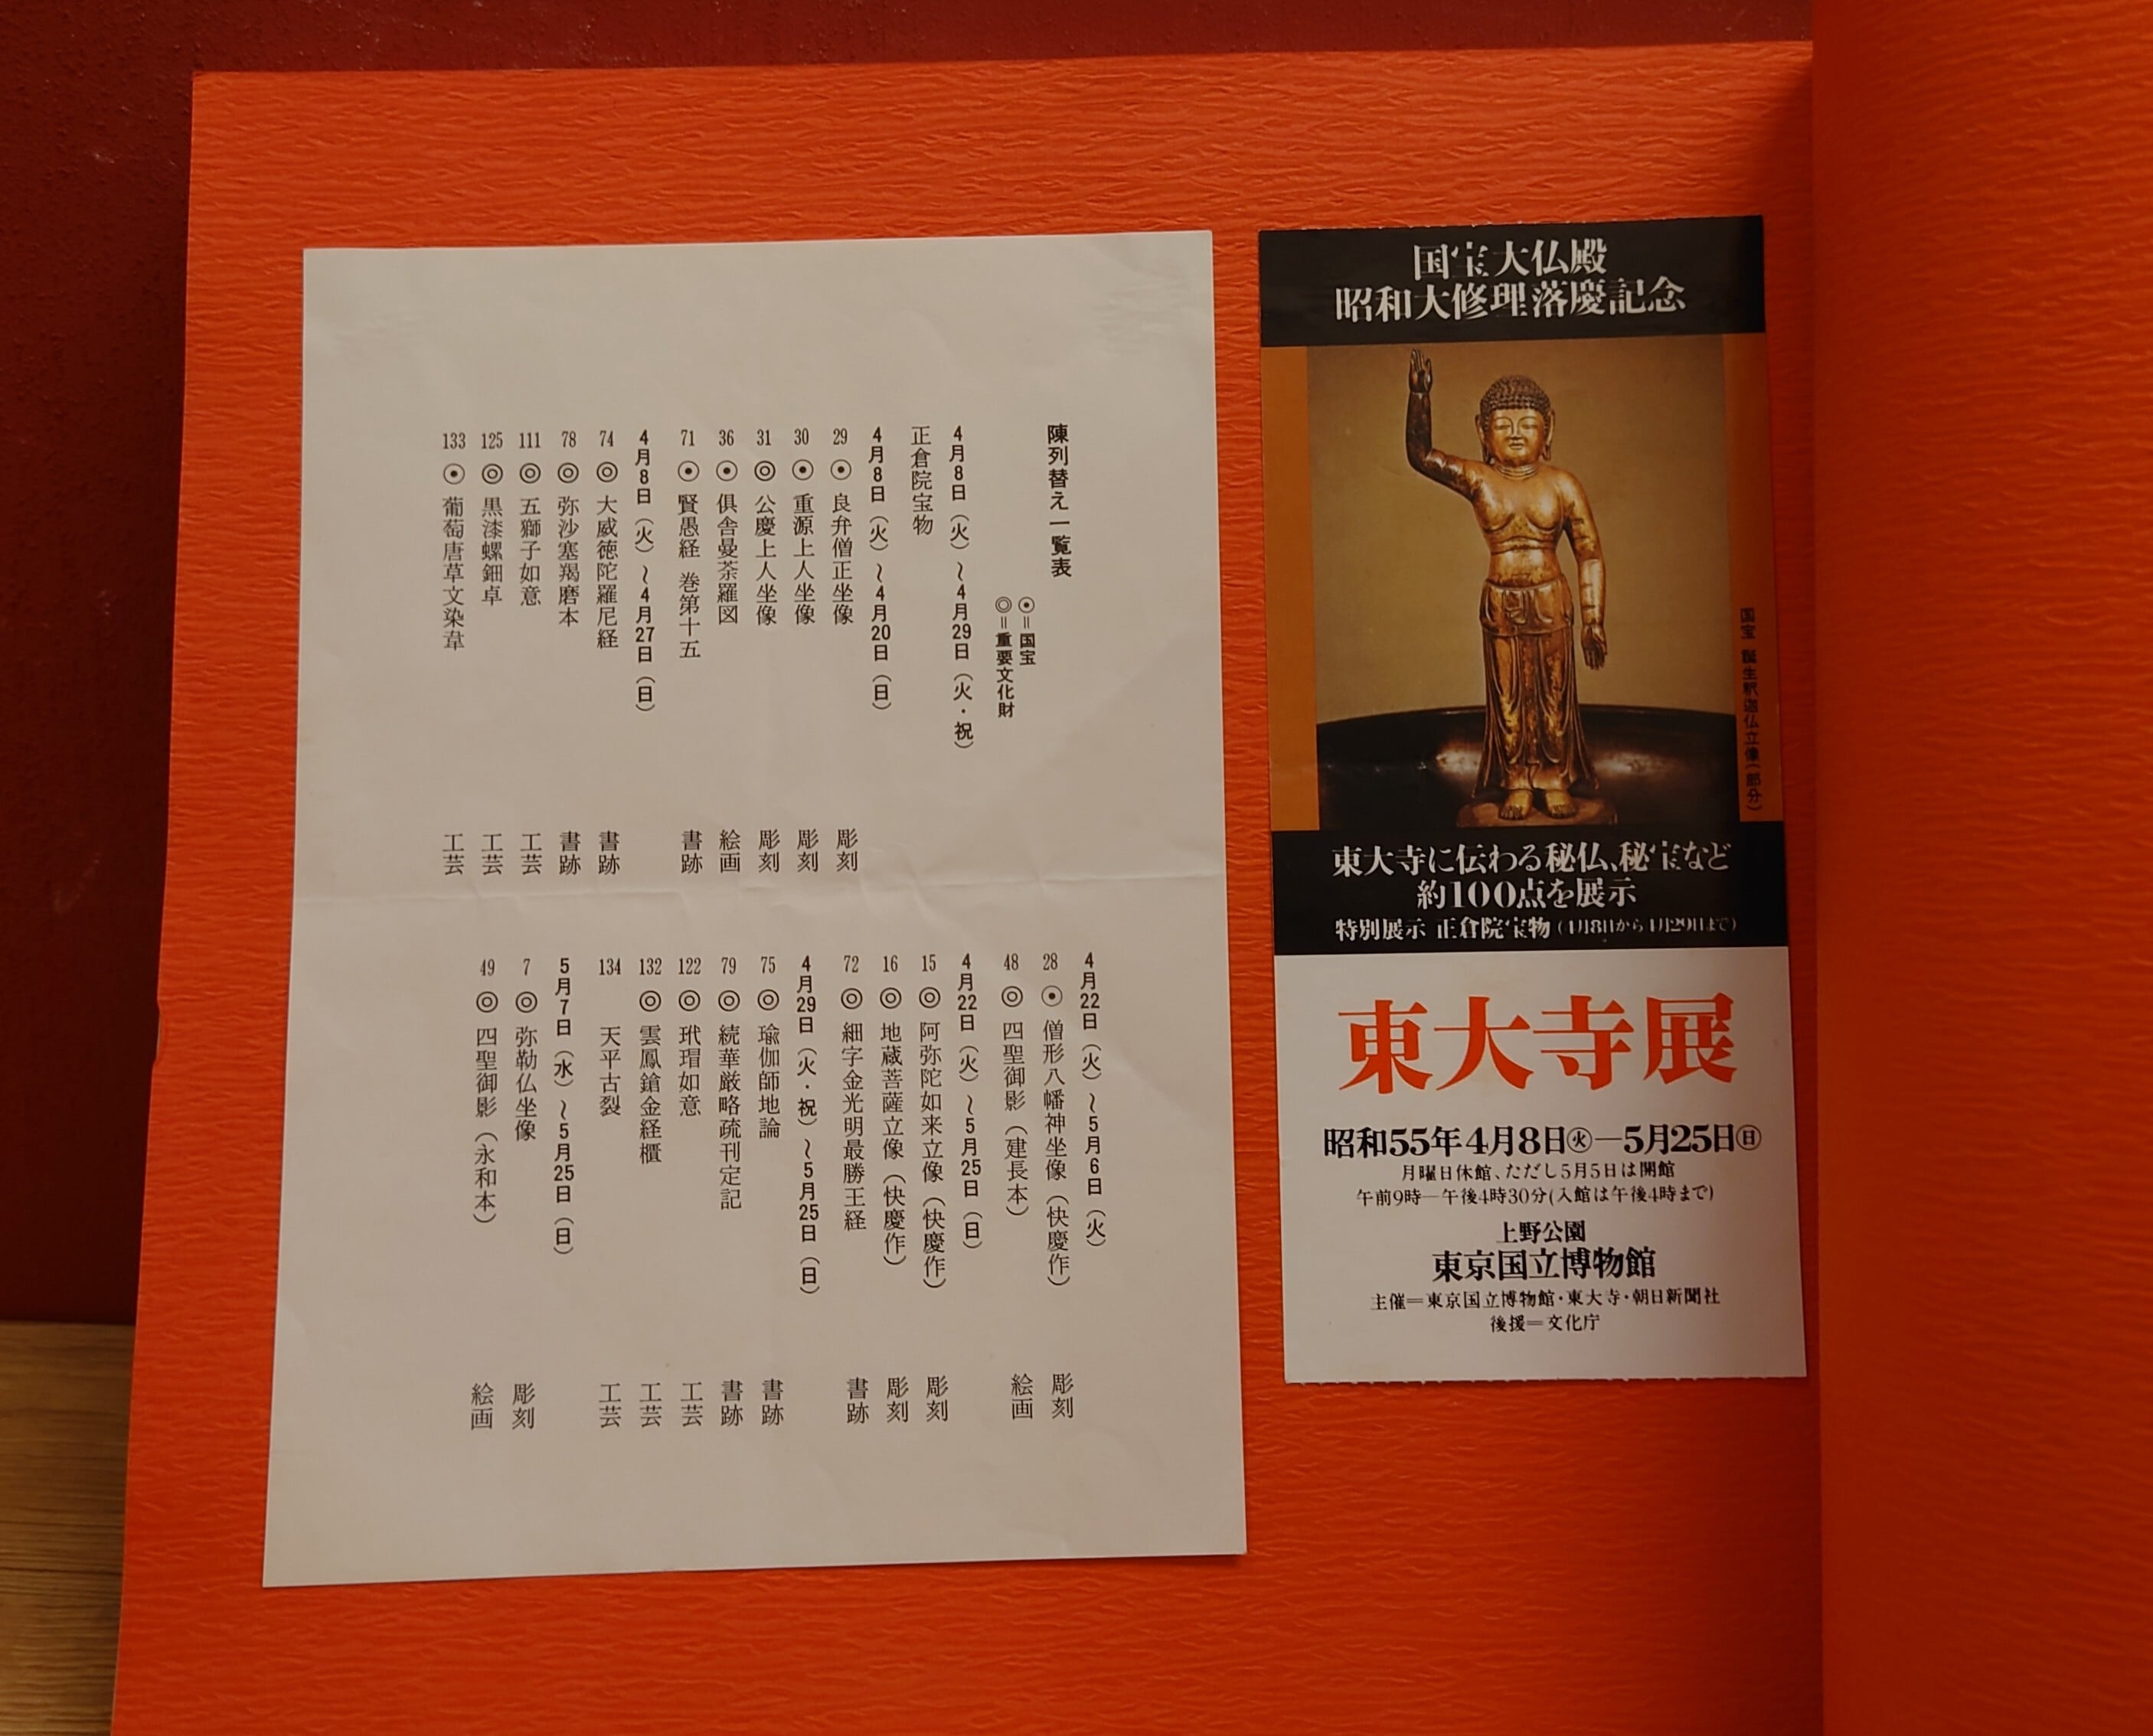 陳列替え一覧表
⦿=国宝
◎=重要文化財
4月8日（火）〜4月29日（火・祝）
正倉院宝物
4月8日（火）〜4月20日（日）
29 ⦿ 良弁僧正坐像 彫刻
30 ⦿ 重源上人坐像 彫刻
31 ◎ 公慶上人坐像 彫刻
36 ⦿ 倶舎曼荼羅図 絵画
71 ⦿ 賢愚経 巻第十五 書跡
4月8日（火）〜4月27日（日）
74 ◎ 大威徳陀羅尼経 書跡
78 ◎ 弥沙塞羯磨本 書跡
111 ◎ 五獅子如意 工芸
125 ◎ 黒漆螺鈿卓 工芸
133 ⦿ 葡萄唐草文染韋 工芸
4月22日（火）〜5月6日（火）
28 ⦿ 僧形八幡神坐像（快慶作） 彫刻
48 ◎ 四聖御影（建長本） 絵画
4月22日（火）〜5月25日（日）
15 ◎ 阿弥陀如来立像（快慶作） 彫刻
16 ◎ 地蔵菩薩立像（快慶作） 彫刻
72 ◎ 細字金光明最勝王経 書跡
4月29日（火・祝）〜5月25日（日）
75 ◎ 瑜伽師地論 書跡
79 ◎ 続華厳略疏刊定記 書跡
122 ◎ 玳瑁如意 工芸
132 ◎ 雲鳳鎗金経櫃 工芸
134 天平古裂 工芸
5月7日（水）〜5月25日（日）
7 ◎ 弥勒仏坐像 彫刻
49 ◎ 四聖御影（永和本） 絵画
国宝大仏殿
昭和大修理落慶記念
国宝 誕生釈迦仏立像(部分)
東大寺に伝わる秘仏、秘宝など
約100点を展示
特別展示 正倉院宝物（4月8日から4月29日まで）
東大寺展
昭和55年4月8日㊋—5月25日㊐
月曜日休館、ただし5月5日は開館
午前9時—午後4時30分(入館は午後4時まで)
上野公園
東京国立博物館
主催=東京国立博物館・東大寺・朝日新聞社
後援=文化庁